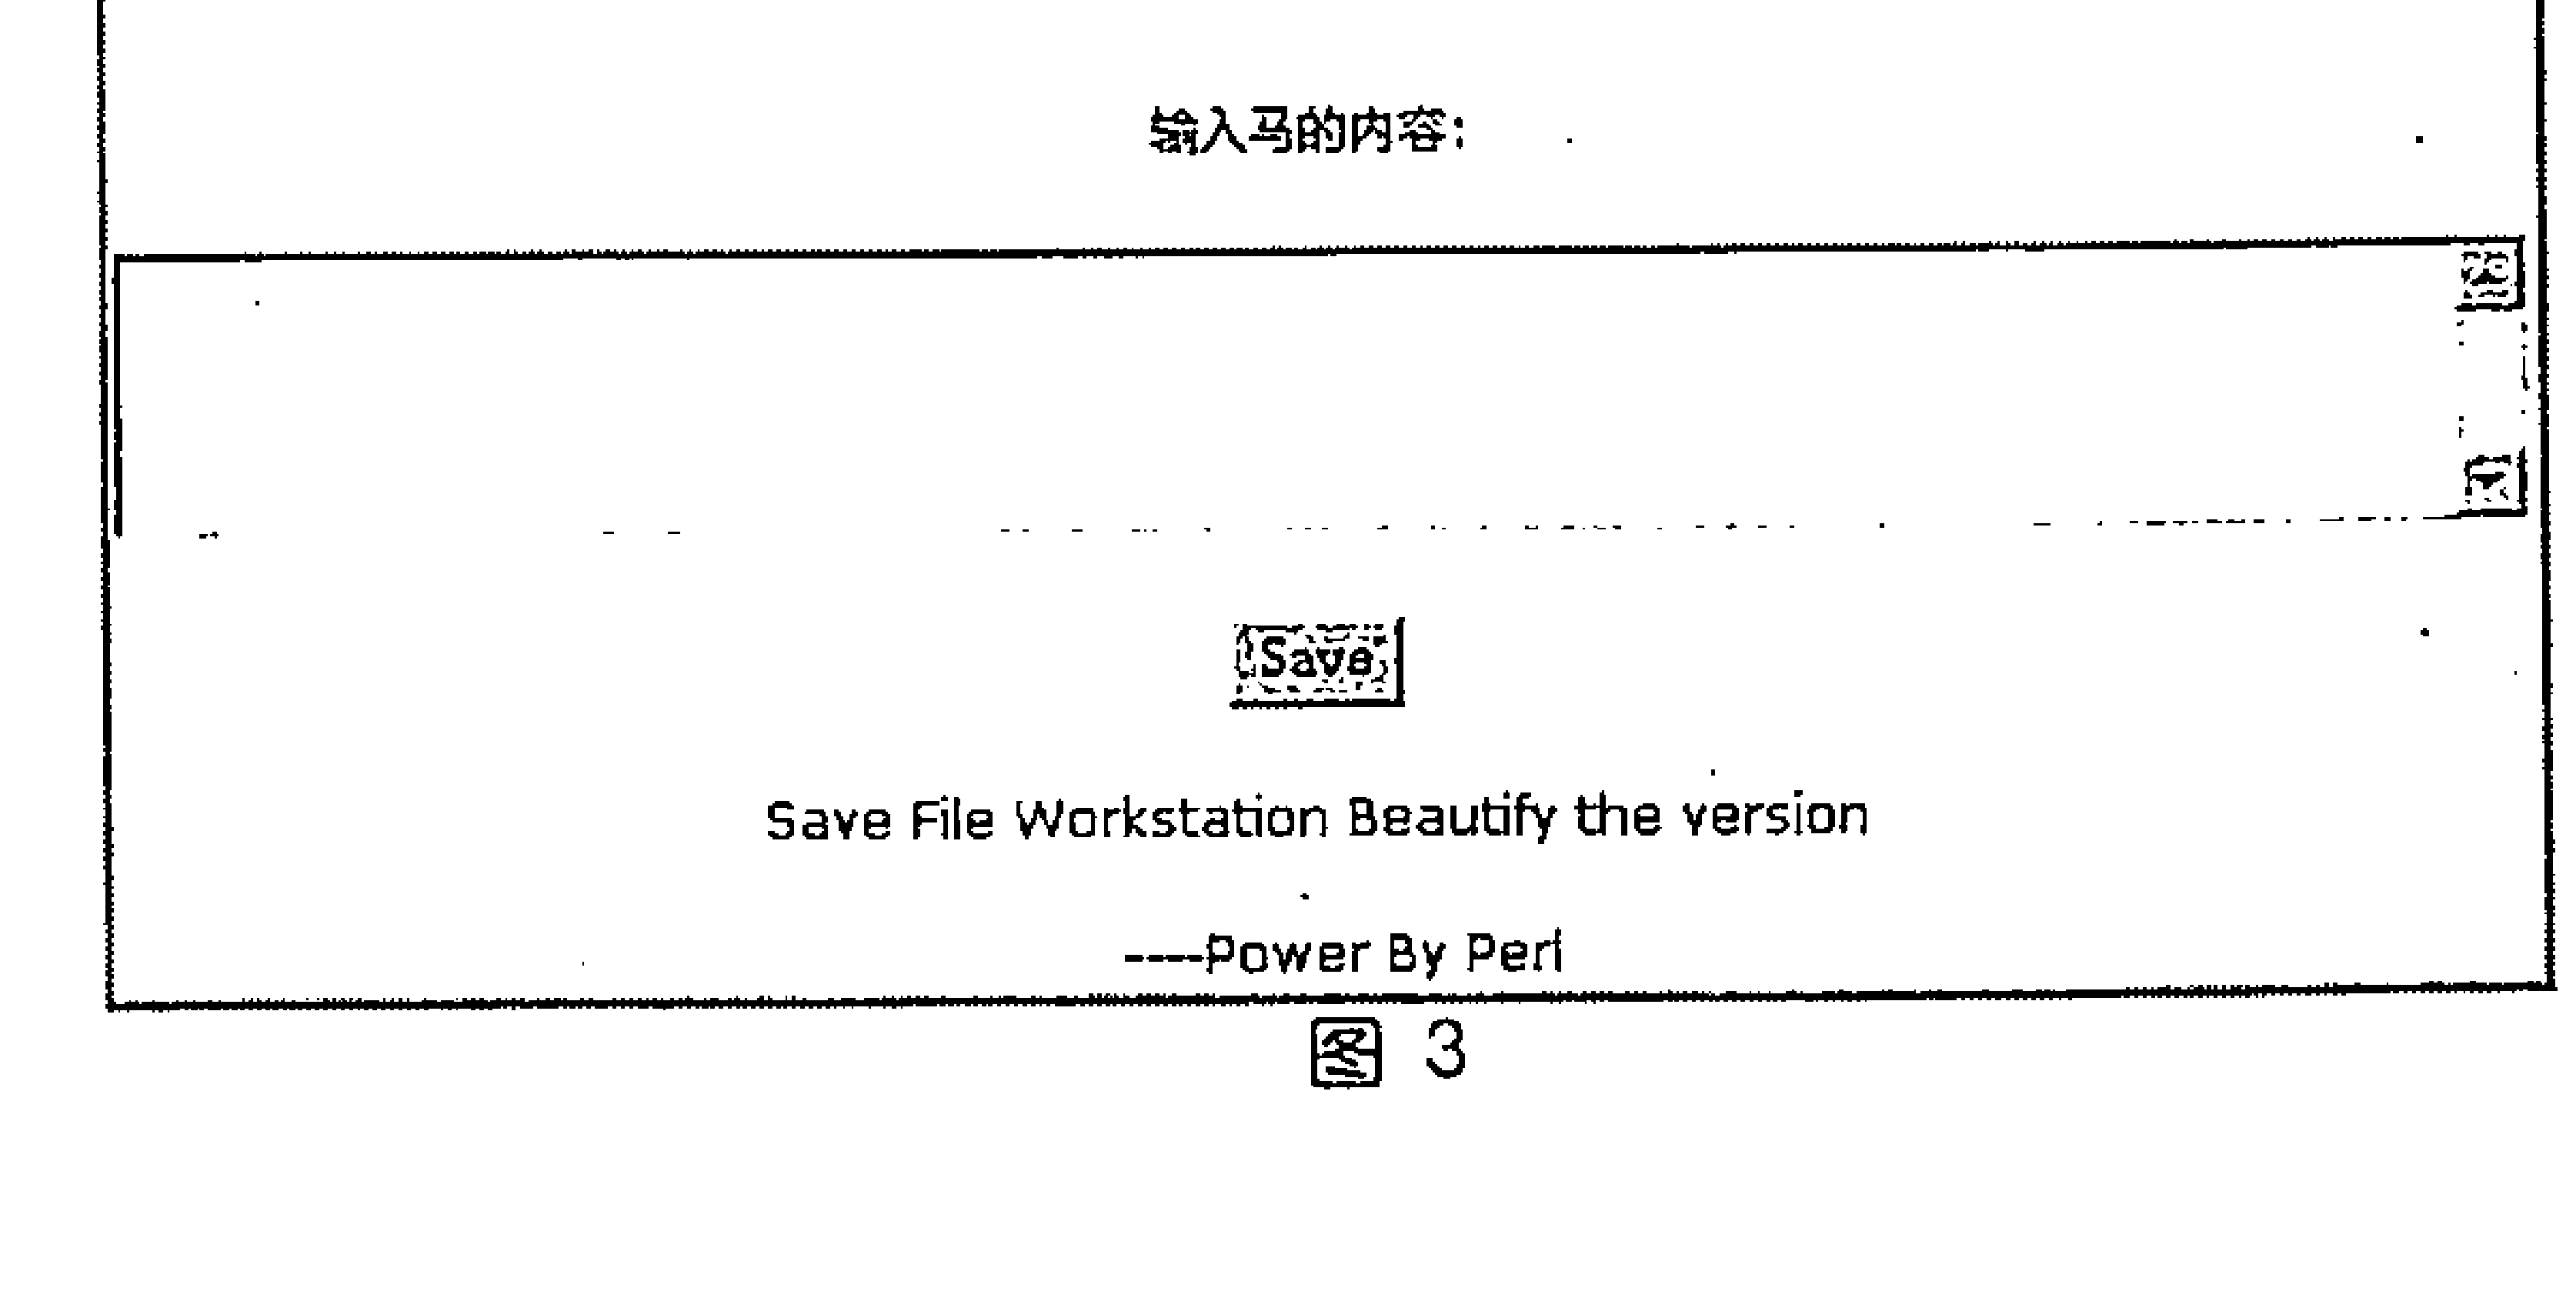 输入马的内容:
Save
Save File Workstation Beautify the version
----Power By Perl
图 3